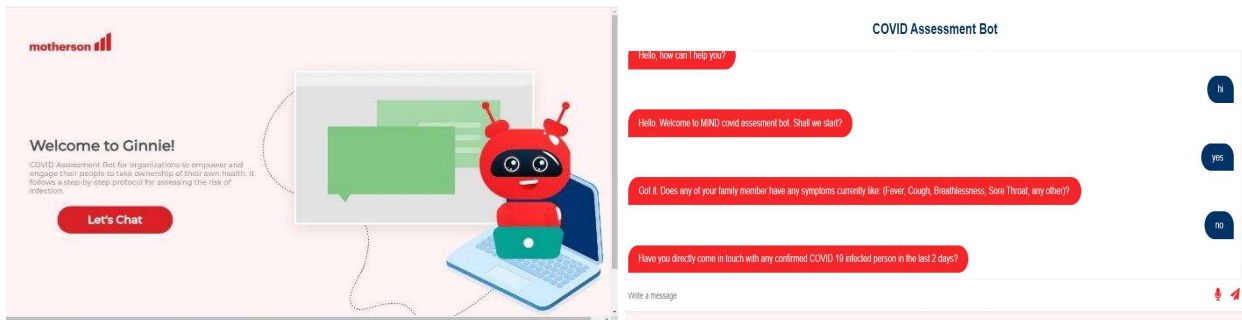 motherson
Welcome to Ginnie!
COVID Assessment Bot for organizations to empower and
engage their people to take ownership of their own health. It
follows a step-by-step protocol for assessing the risk of
infection.
Let's Chat
COVID Assessment Bot
Hello, how can I help you?
hi
Hello. Welcome to MIND covid assesment bot. Shall we start?
yes
Got it. Does any of your family member have any symptoms currently like: (Fever, Cough, Breathlessness, Sore Throat, any other)?
no
Have you directly come in touch with any confirmed COVID 19 infected person in the last 2 days?
Write a message